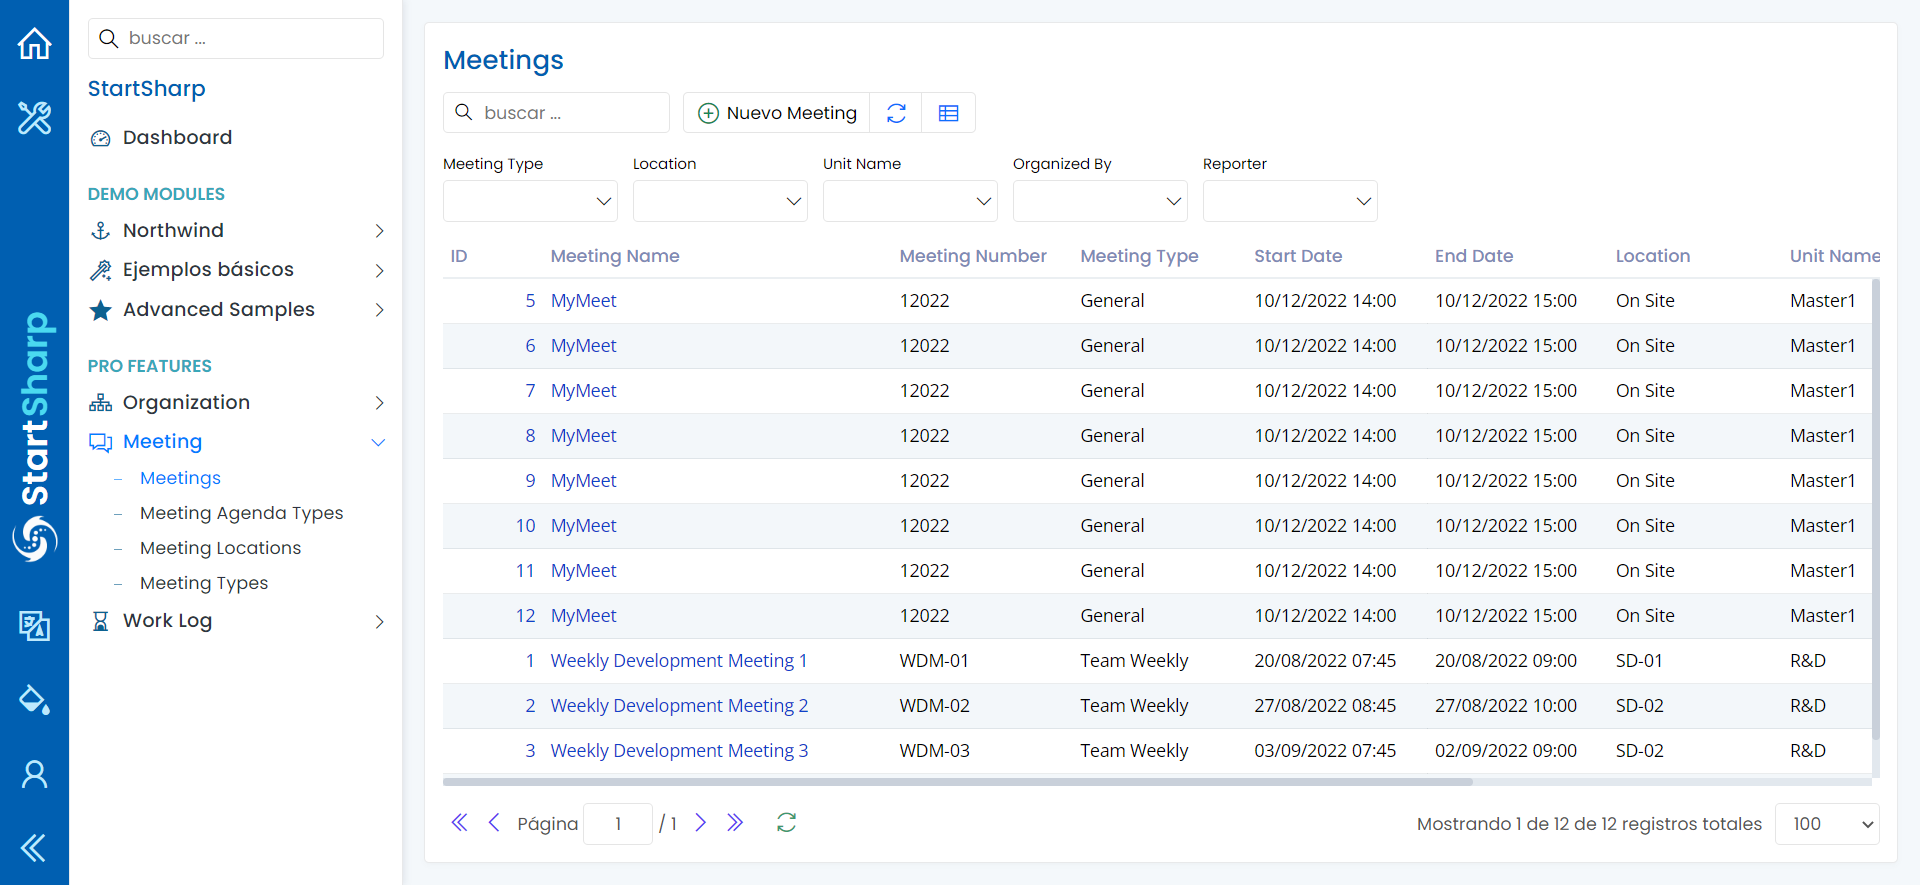 buscar ...
StartSharp
Dashboard
DEMO MODULES
Northwind
Ejemplos básicos
Advanced Samples
PRO FEATURES
Organization
Meeting
– Meetings
– Meeting Agenda Types
– Meeting Locations
– Meeting Types
Work Log
StartSharp
Meetings
buscar ...
Nuevo Meeting
Meeting Type Location Unit Name Organized By Reporter
ID Meeting Name Meeting Number Meeting Type Start Date End Date Location Unit Name
5 MyMeet 12022 General 10/12/2022 14:00 10/12/2022 15:00 On Site Master1
6 MyMeet 12022 General 10/12/2022 14:00 10/12/2022 15:00 On Site Master1
7 MyMeet 12022 General 10/12/2022 14:00 10/12/2022 15:00 On Site Master1
8 MyMeet 12022 General 10/12/2022 14:00 10/12/2022 15:00 On Site Master1
9 MyMeet 12022 General 10/12/2022 14:00 10/12/2022 15:00 On Site Master1
10 MyMeet 12022 General 10/12/2022 14:00 10/12/2022 15:00 On Site Master1
11 MyMeet 12022 General 10/12/2022 14:00 10/12/2022 15:00 On Site Master1
12 MyMeet 12022 General 10/12/2022 14:00 10/12/2022 15:00 On Site Master1
1 Weekly Development Meeting 1 WDM-01 Team Weekly 20/08/2022 07:45 20/08/2022 09:00 SD-01 R&D
2 Weekly Development Meeting 2 WDM-02 Team Weekly 27/08/2022 08:45 27/08/2022 10:00 SD-02 R&D
3 Weekly Development Meeting 3 WDM-03 Team Weekly 03/09/2022 07:45 02/09/2022 09:00 SD-02 R&D
Página 1 / 1
Mostrando 1 de 12 de 12 registros totales 100